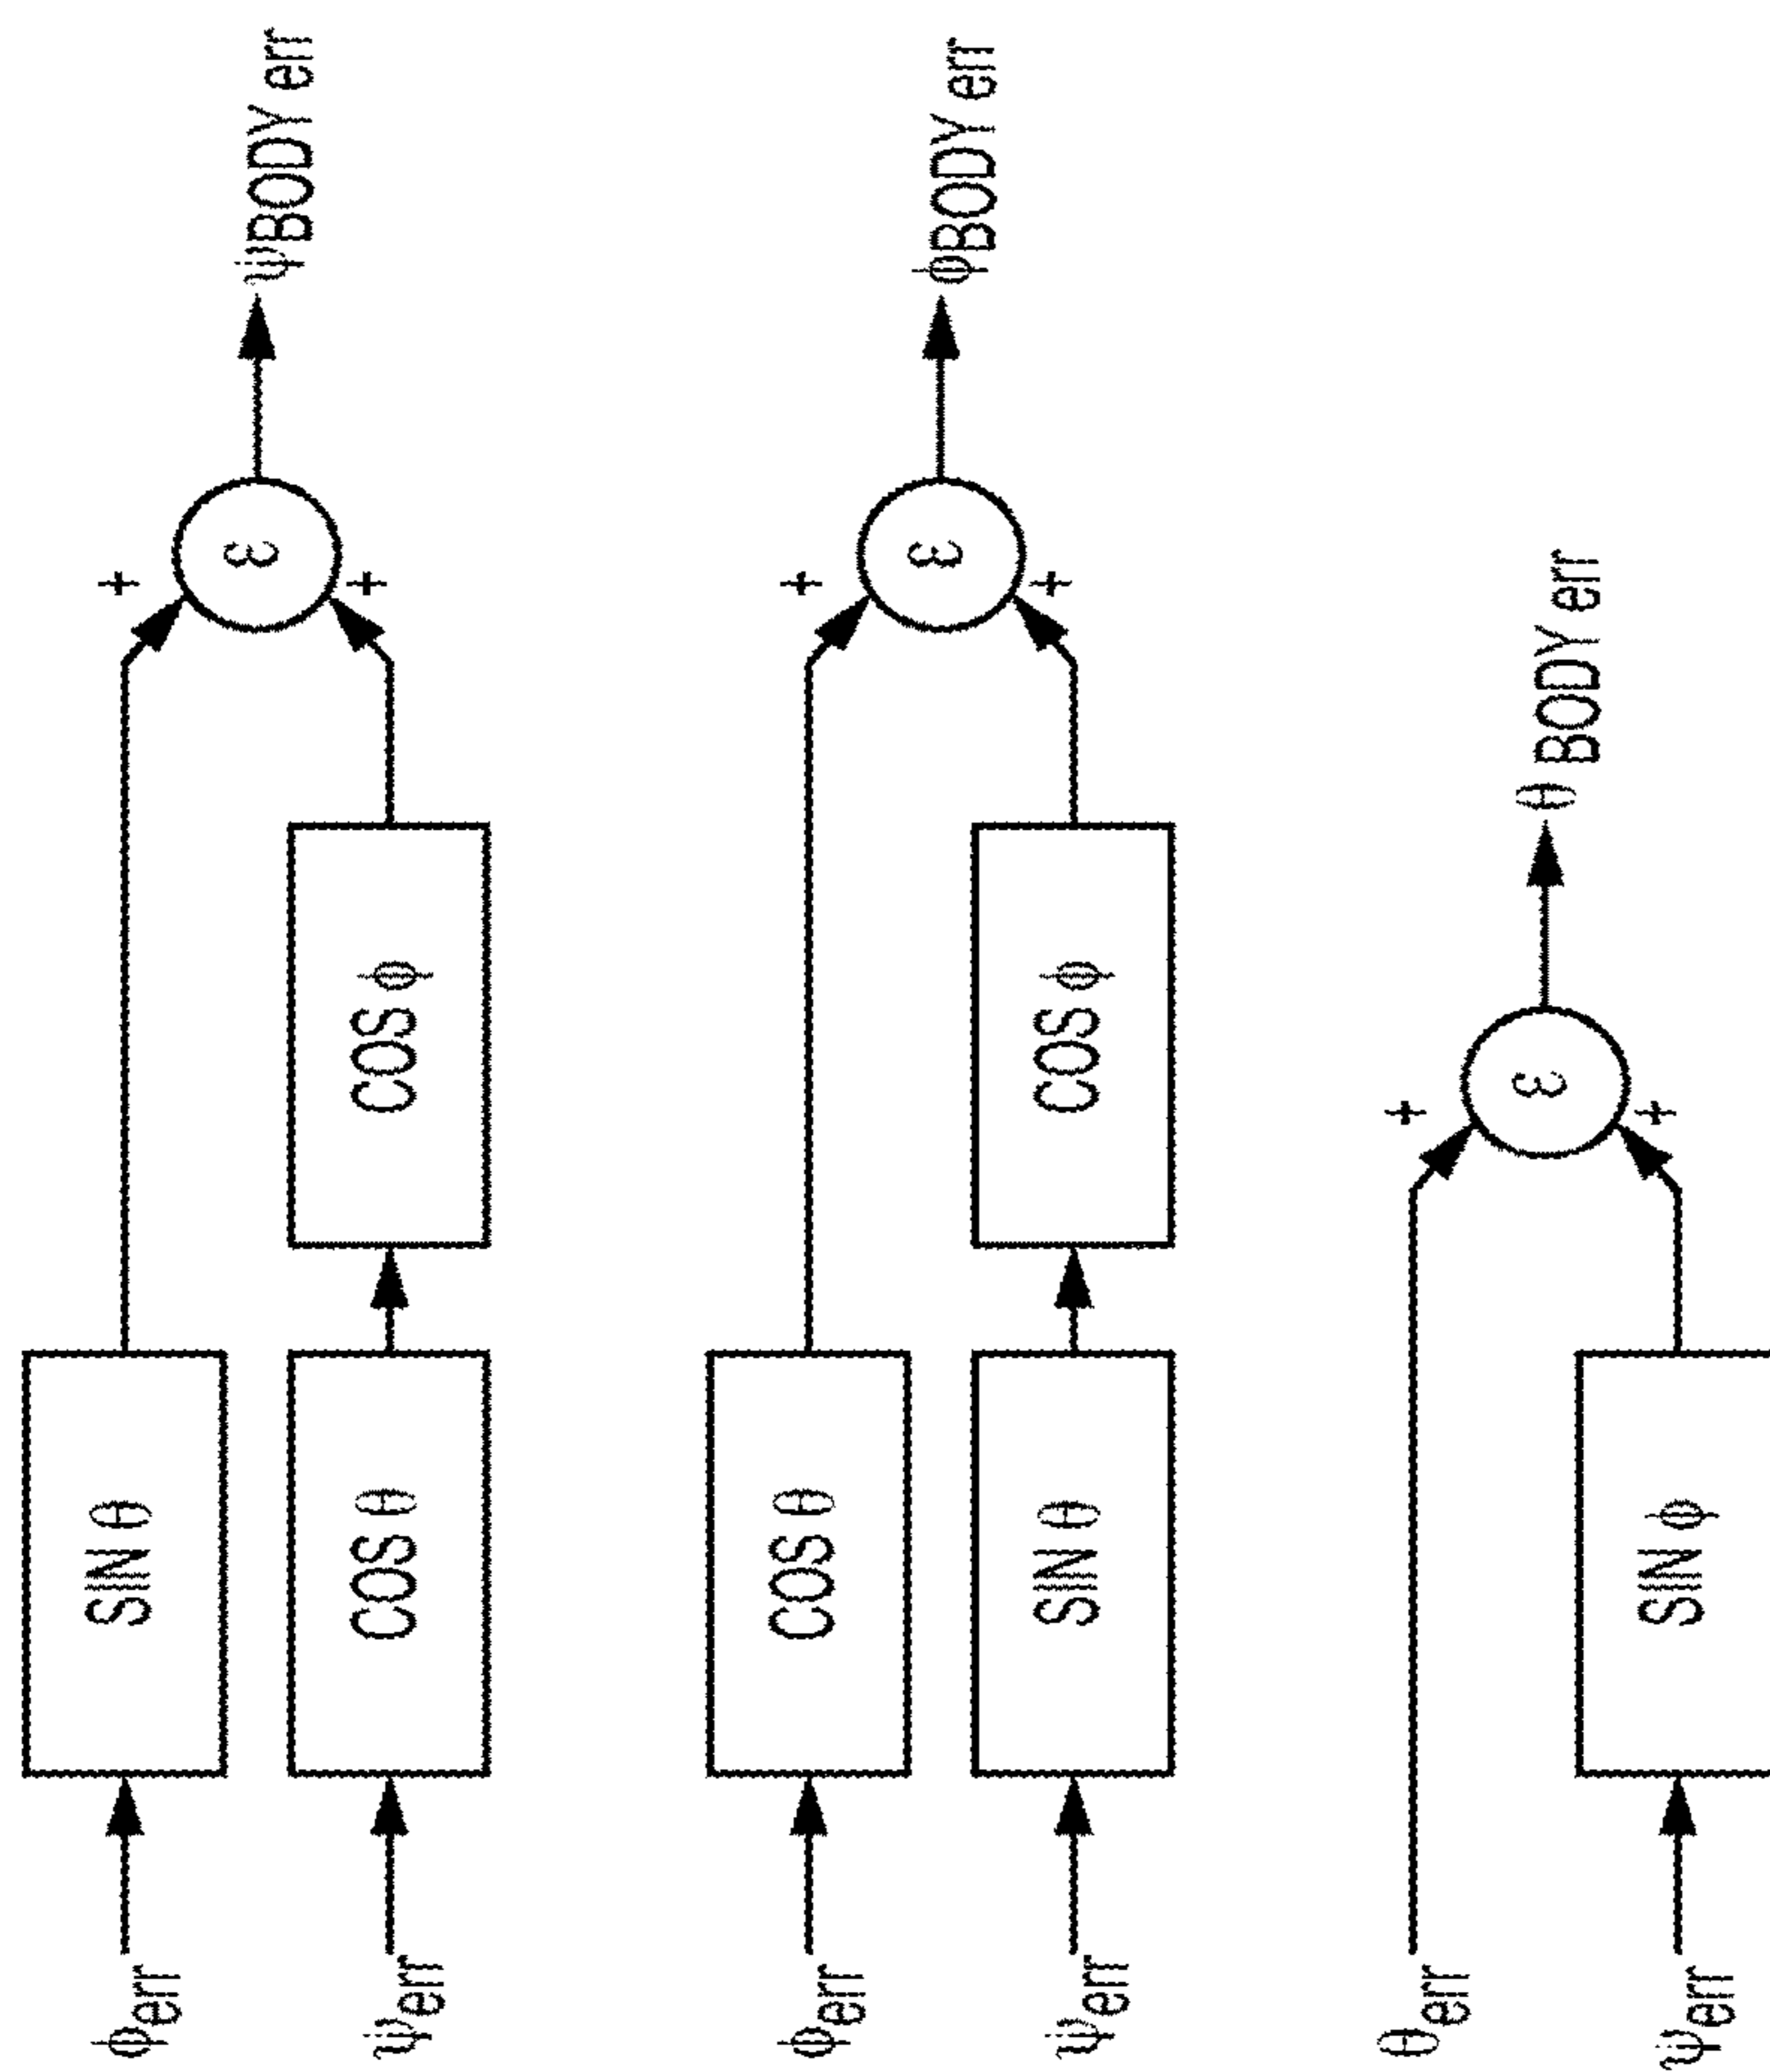 ϕerr
SIN θ
+
ε
ψBODY err
ψerr
COS θ
COS ϕ
+
ϕerr
COS θ
+
ε
ϕBODY err
ψerr
SIN θ
COS ϕ
+
θerr
+
ε
θ BODY err
ψerr
SIN ϕ
+